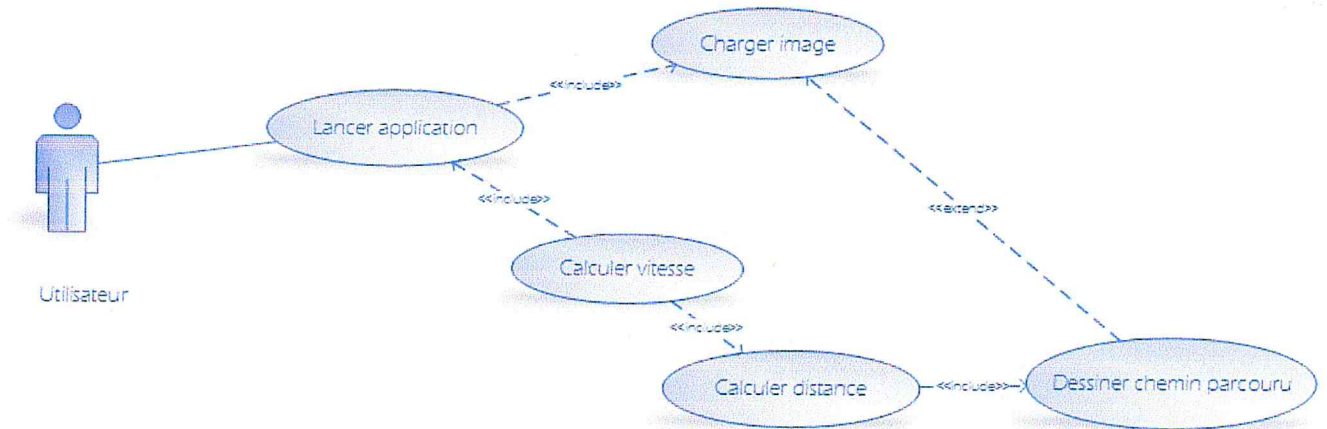 Charger image
<<include>>
Lancer application
<<include>>
<<extend>>
Calculer vitesse
Utilisateur
<<include>>
Calculer distance
<<include>>
Dessiner chemin parcouru